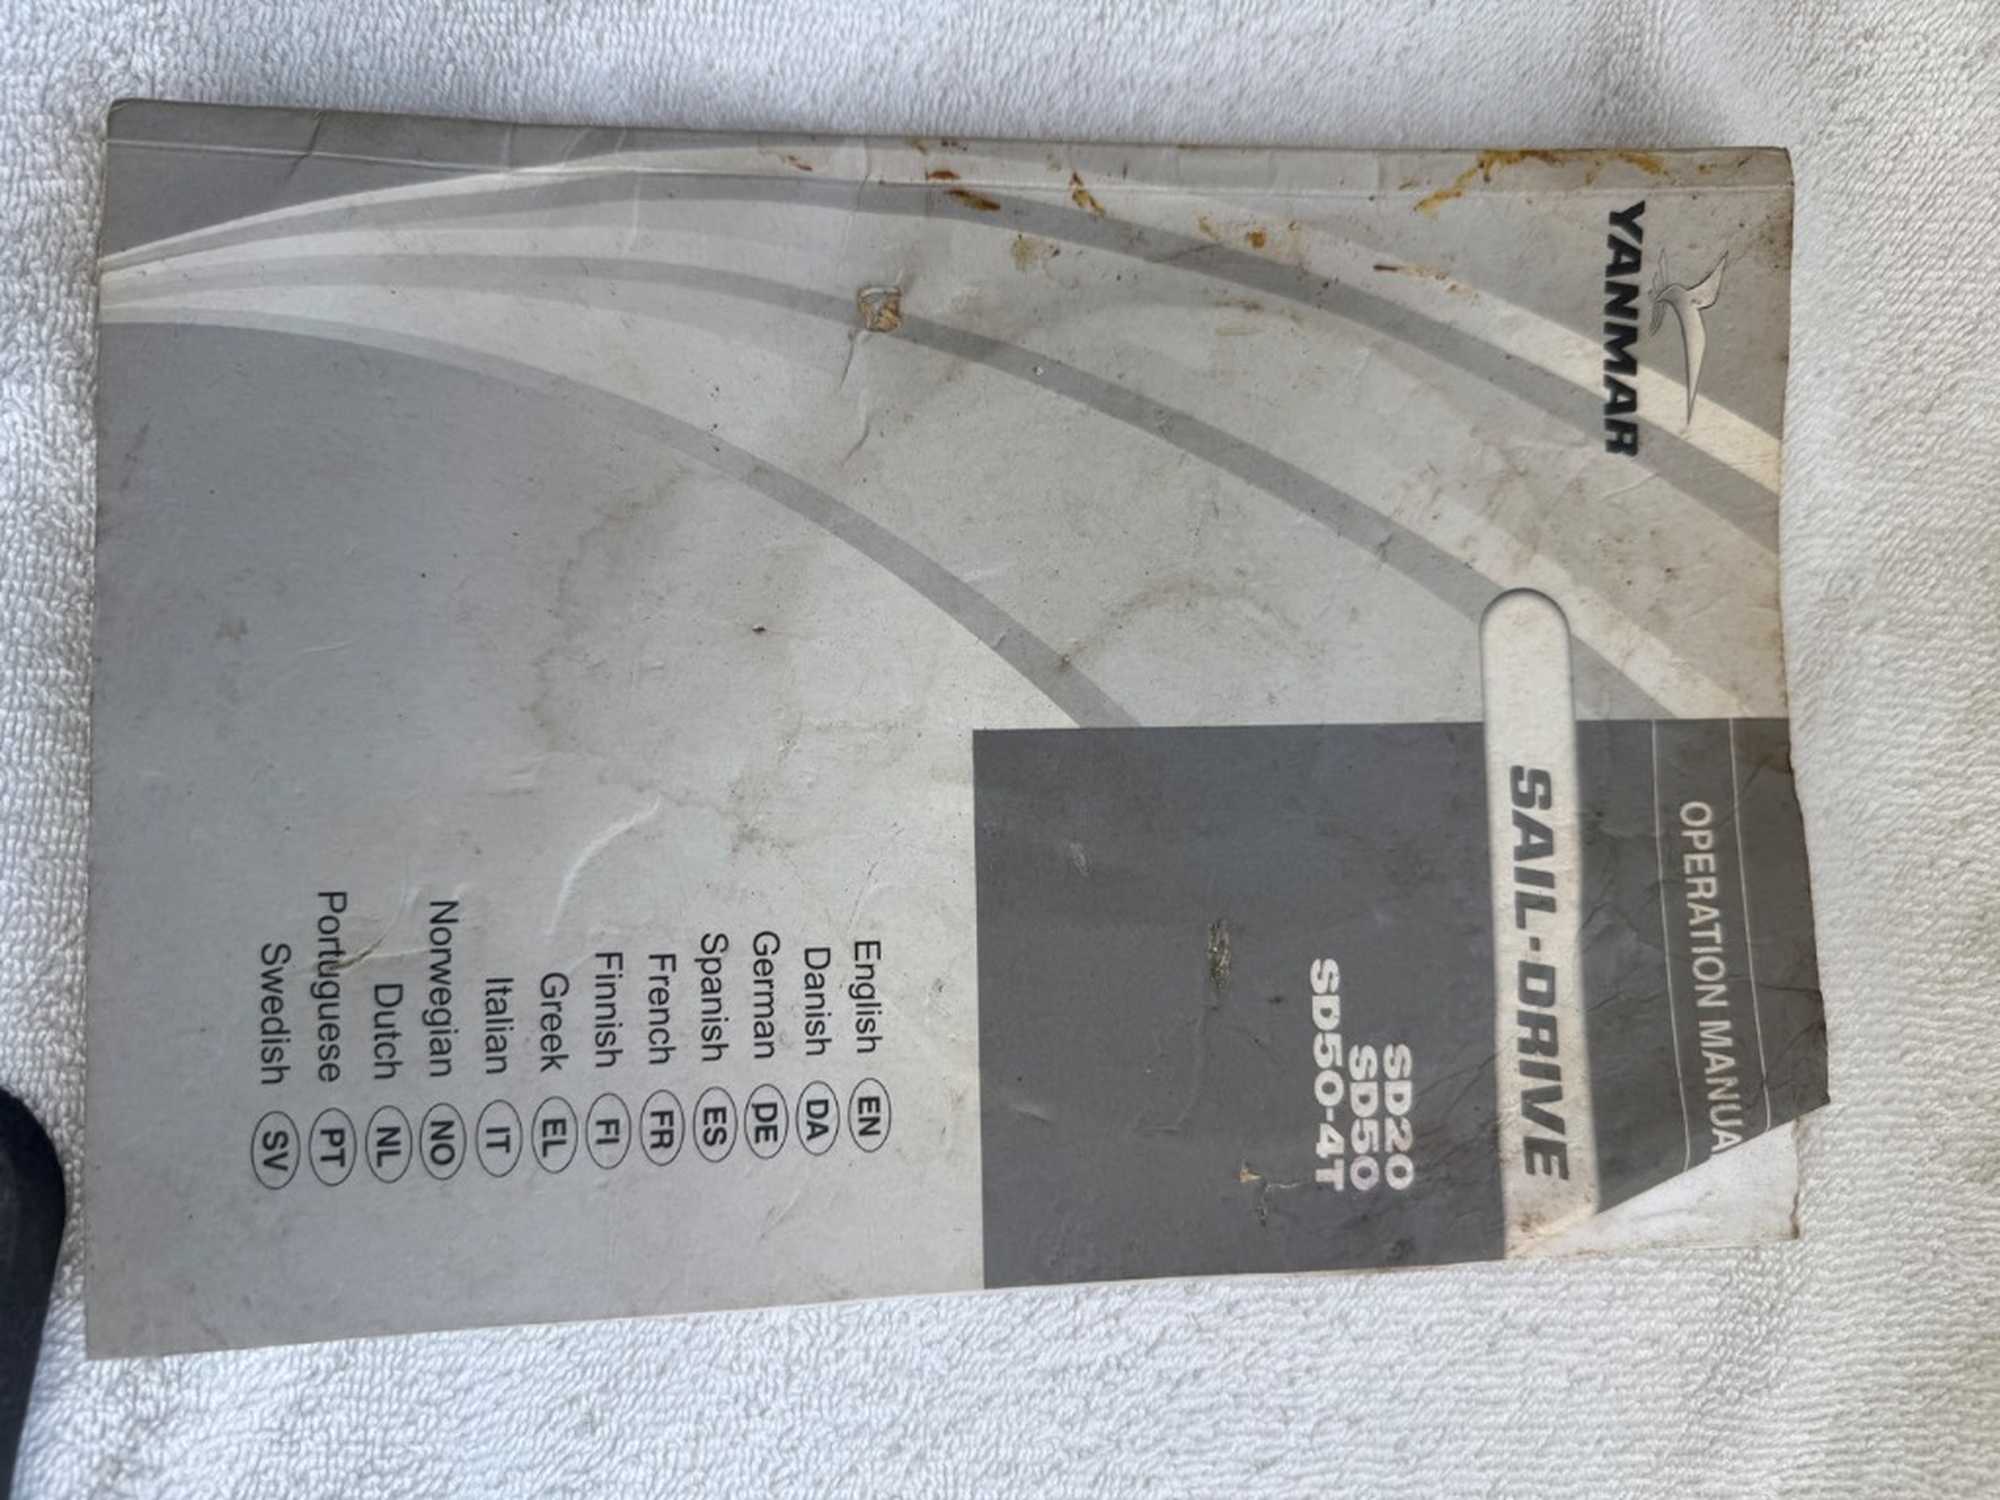 YANMAR
OPERATION MANUA
SAIL-DRIVE
SD20
SD50
SD50-4T
English EN
Danish DA
German DE
Spanish ES
French FR
Finnish FI
Greek EL
Italian IT
Norwegian NO
Dutch NL
Portuguese PT
Swedish SV